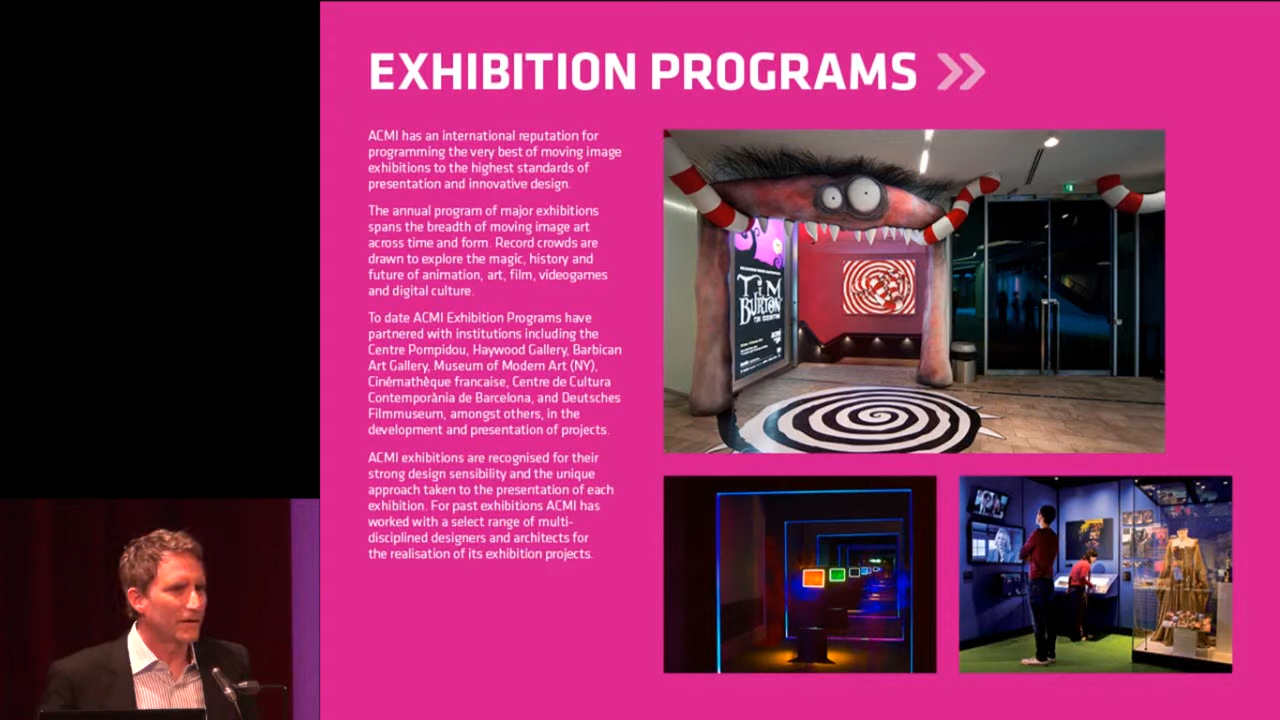 EXHIBITION PROGRAMS >>
ACMI has an international reputation for
programming the very best of moving image
exhibitions to the highest standards of
presentation and innovative design.
The annual program of major exhibitions
spans the breadth of moving image art
across time and form. Record crowds are
drawn to explore the magic, history and
future of animation, art, film, videogames
and digital culture.
To date ACMI Exhibition Programs have
partnered with institutions including the
Centre Pompidou, Haywood Gallery, Barbican
Art Gallery, Museum of Modern Art (NY),
Cinémathèque francaise, Centre de Cultura
Contemporània de Barcelona, and Deutsches
Filmmuseum, amongst others, in the
development and presentation of projects.
ACMI exhibitions are recognised for their
strong design sensibility and the unique
approach taken to the presentation of each
exhibition. For past exhibitions ACMI has
worked with a select range of multi-
disciplined designers and architects for
the realisation of its exhibition projects.
TIM
BURTON